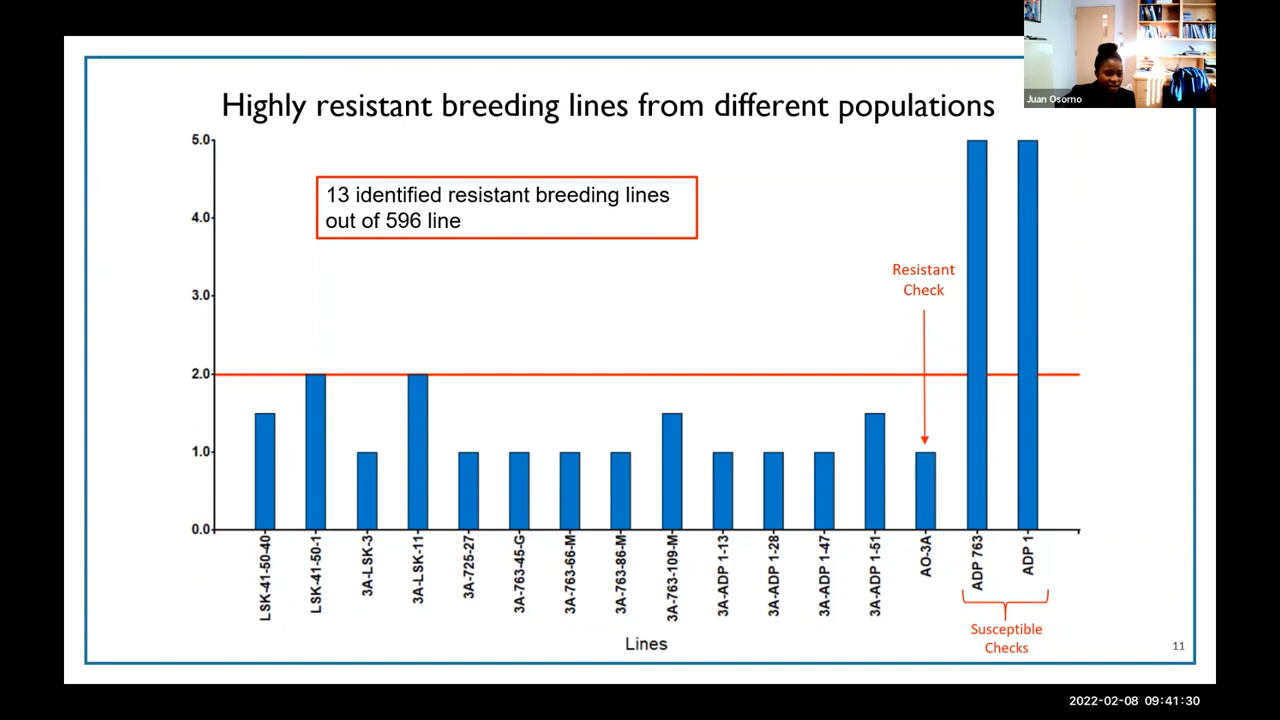 Juan Osorno
Highly resistant breeding lines from different populations
5.0
13 identified resistant breeding lines
out of 596 line
4.0
Resistant
Check
3.0
2.0
1.0
0.0
LSK-41-50-40
LSK-41-50-1
3A-LSK-3
3A-LSK-11
3A-725-27
3A-763-45-G
3A-763-66-M
3A-763-86-M
3A-763-109-M
3A-ADP 1-13
3A-ADP 1-28
3A-ADP 1-47
3A-ADP 1-51
AO-3A
ADP 763
ADP 1
Susceptible
Checks
Lines
11
2022-02-08 09:41:30